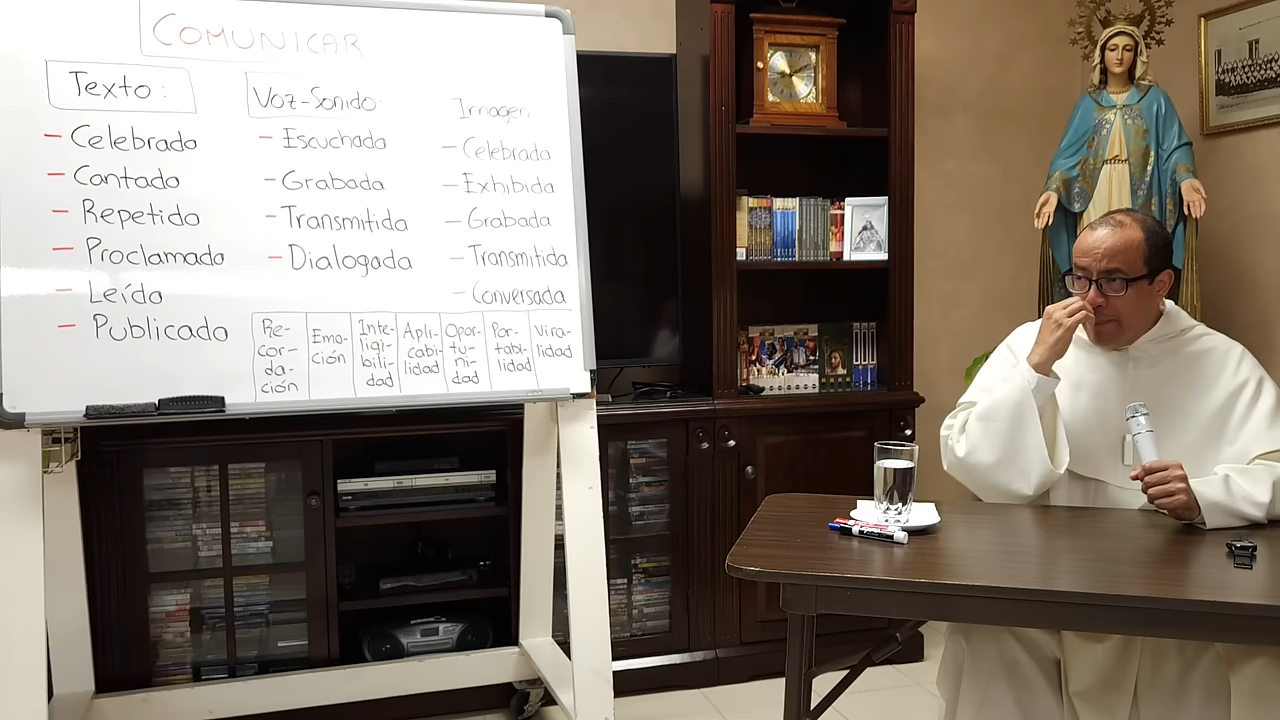 COMUNICAR
Texto:
- Celebrado
- Contado
- Repetido
- Proclamado
- Leído
- Publicado
Voz-Sonido
- Escuchada
- Grabada
- Transmitida
- Dialogada
Imagen
- Celebrada
- Exhibida
- Grabada
- Transmitida
- Conversada
Re-
cor-
da-
ción
Emo-
ción
Inte-
ligi-
bili-
dad
Apli-
cabi-
lidad
Opor-
tu-
ni-
dad
Por-
tabi-
lidad
Vira-
lidad